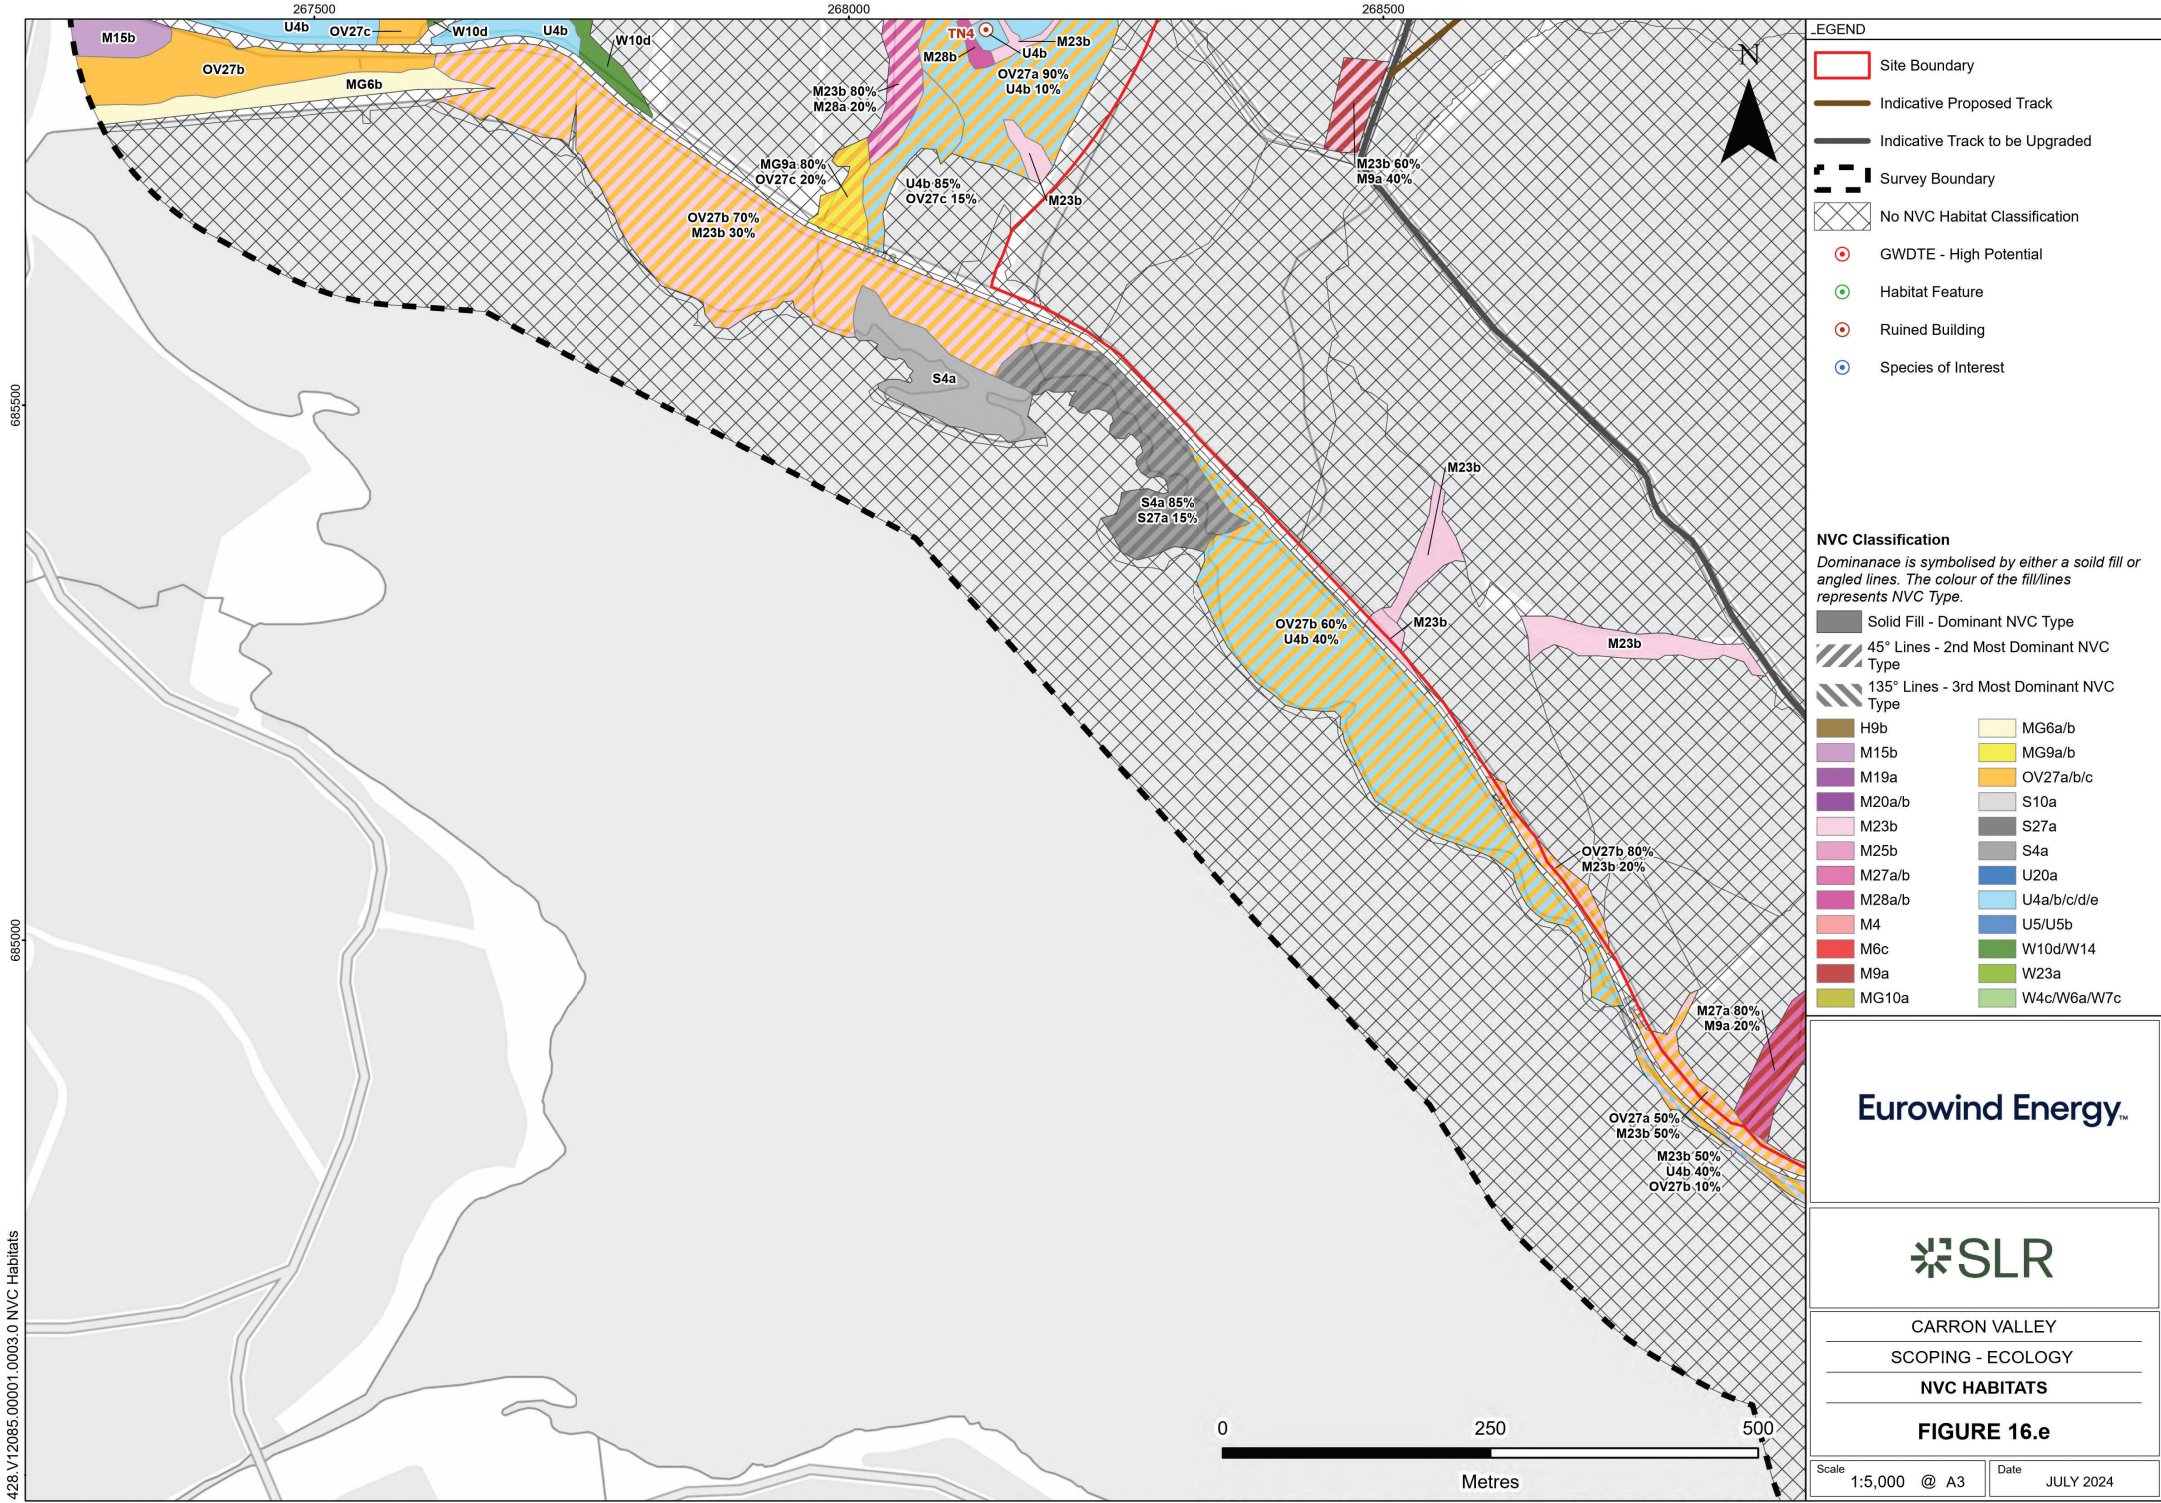 267500
268000
268500
685500
685000
428.V12085.00001.0003.0 NVC Habitats
M15b
U4b
OV27c
W10d
U4b
W10d
OV27b
MG6b
TN4
M28b
M23b
U4b
OV27a 90%
U4b 10%
M23b 80%
M28a 20%
MG9a 80%
OV27c 20%
U4b 85%
OV27c 15%
M23b
M23b 60%
M9a 40%
OV27b 70%
M23b 30%
S4a
S4a 85%
S27a 15%
M23b
M23b
M23b
OV27b 60%
U4b 40%
OV27b 80%
M23b 20%
M27a 80%
M9a 20%
OV27a 50%
M23b 50%
M23b 50%
U4b 40%
OV27b 10%
0
250
500
Metres
LEGEND
N
Site Boundary
Indicative Proposed Track
Indicative Track to be Upgraded
Survey Boundary
No NVC Habitat Classification
GWDTE - High Potential
Habitat Feature
Ruined Building
Species of Interest
NVC Classification
Dominanace is symbolised by either a soild fill or
angled lines. The colour of the fill/lines
represents NVC Type.
Solid Fill - Dominant NVC Type
45° Lines - 2nd Most Dominant NVC
Type
135° Lines - 3rd Most Dominant NVC
Type
H9b
M15b
M19a
M20a/b
M23b
M25b
M27a/b
M28a/b
M4
M6c
M9a
MG10a
MG6a/b
MG9a/b
OV27a/b/c
S10a
S27a
S4a
U20a
U4a/b/c/d/e
U5/U5b
W10d/W14
W23a
W4c/W6a/W7c
Eurowind Energy™
SLR
CARRON VALLEY
SCOPING - ECOLOGY
NVC HABITATS
FIGURE 16.e
Scale
1:5,000 @ A3
Date
JULY 2024